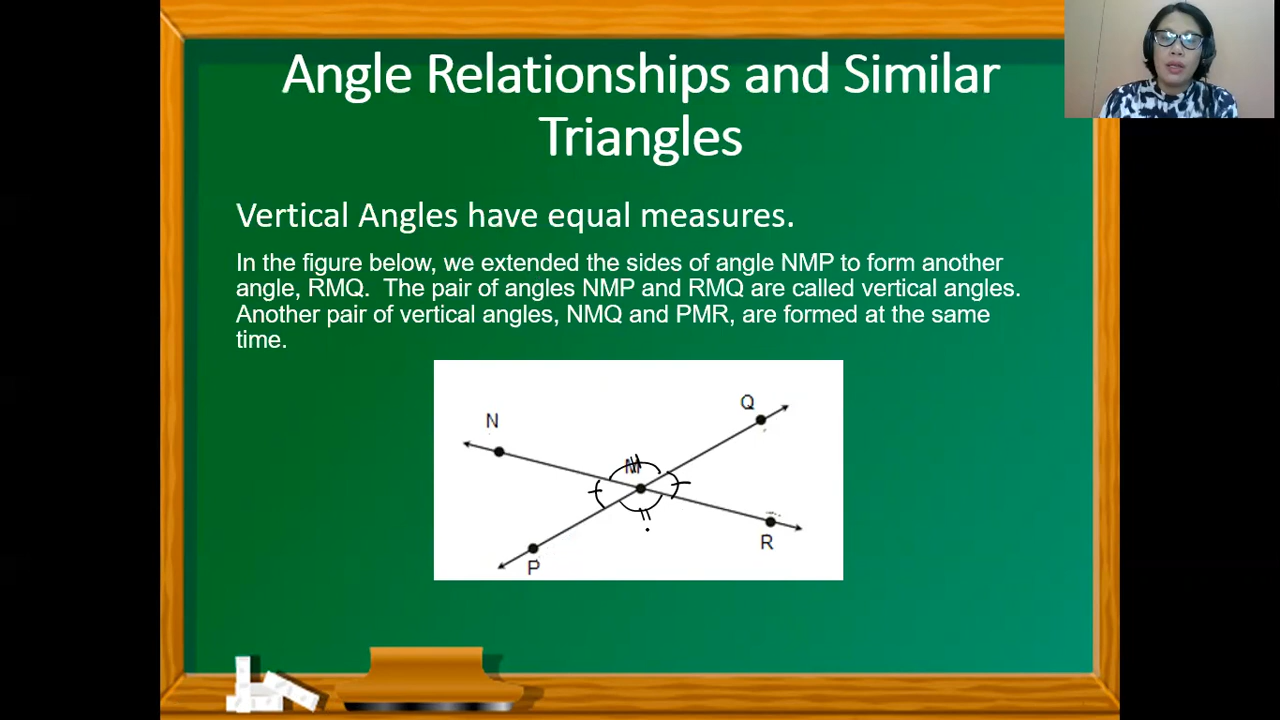 Angle Relationships and Similar
Triangles
Vertical Angles have equal measures.
In the figure below, we extended the sides of angle NMP to form another
angle, RMQ. The pair of angles NMP and RMQ are called vertical angles.
Another pair of vertical angles, NMQ and PMR, are formed at the same
time.
Q
N
M
R
P